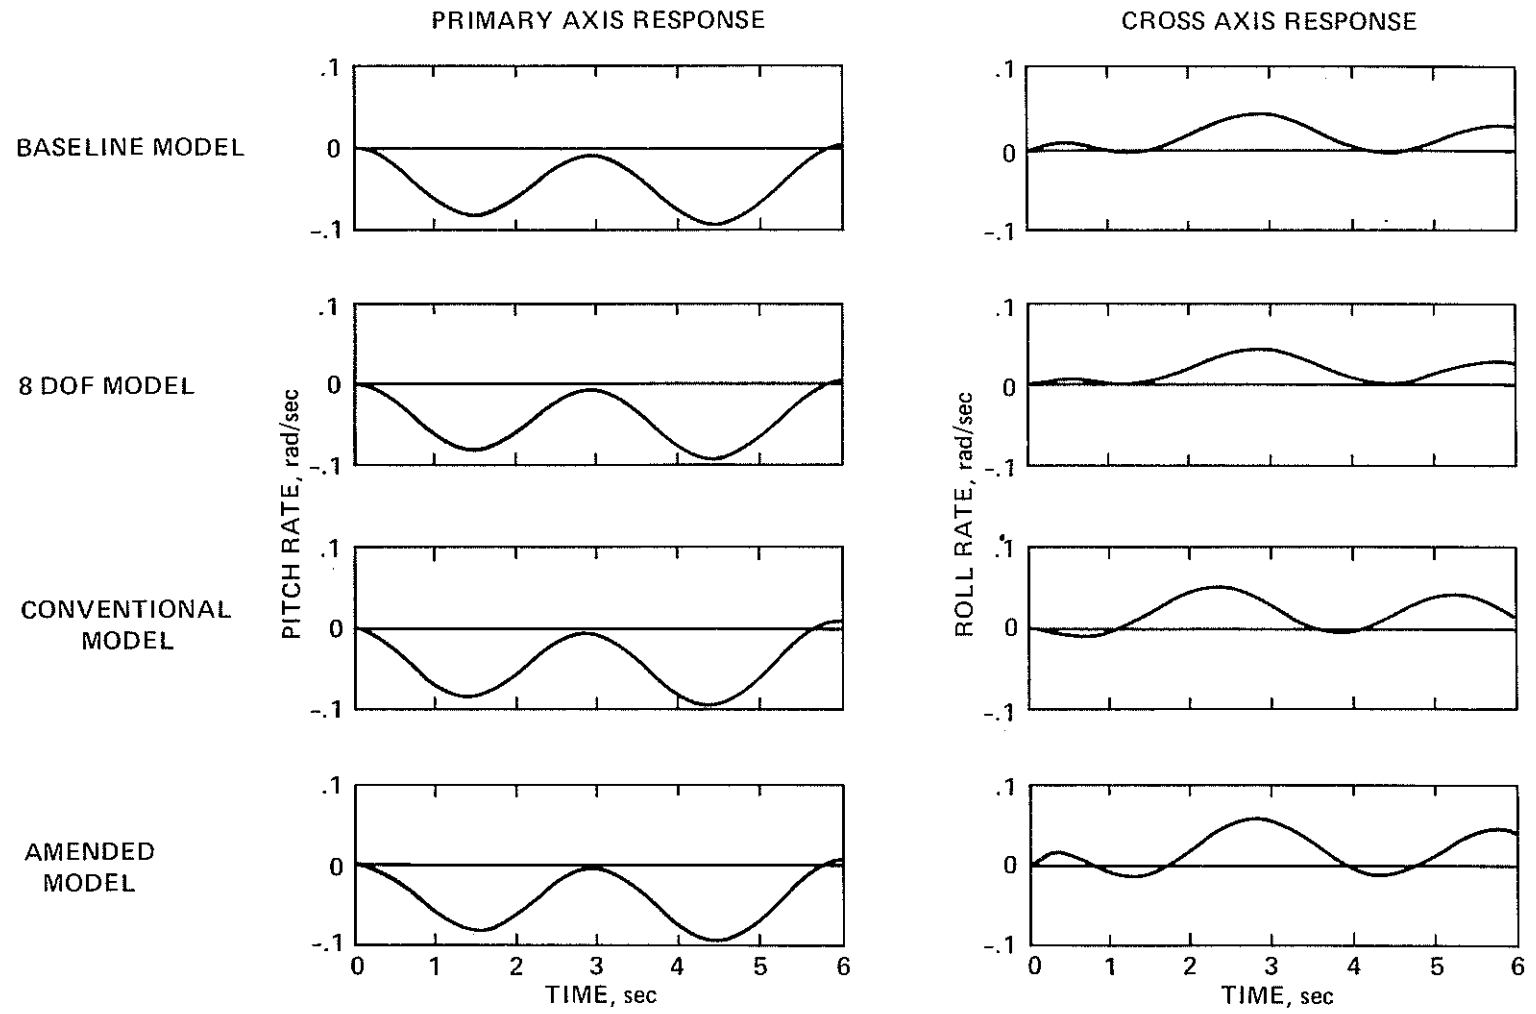 PRIMARY AXIS RESPONSE
CROSS AXIS RESPONSE
BASELINE MODEL
.1
0
-.1
.1
0
-.1
8 DOF MODEL
.1
0
-.1
.1
0
-.1
PITCH RATE, rad/sec
ROLL RATE, rad/sec
CONVENTIONAL
MODEL
.1
0
-.1
.1
0
-.1
AMENDED
MODEL
.1
0
-.1
.1
0
-.1
0 1 2 3 4 5 6
TIME, sec
0 1 2 3 4 5 6
TIME, sec